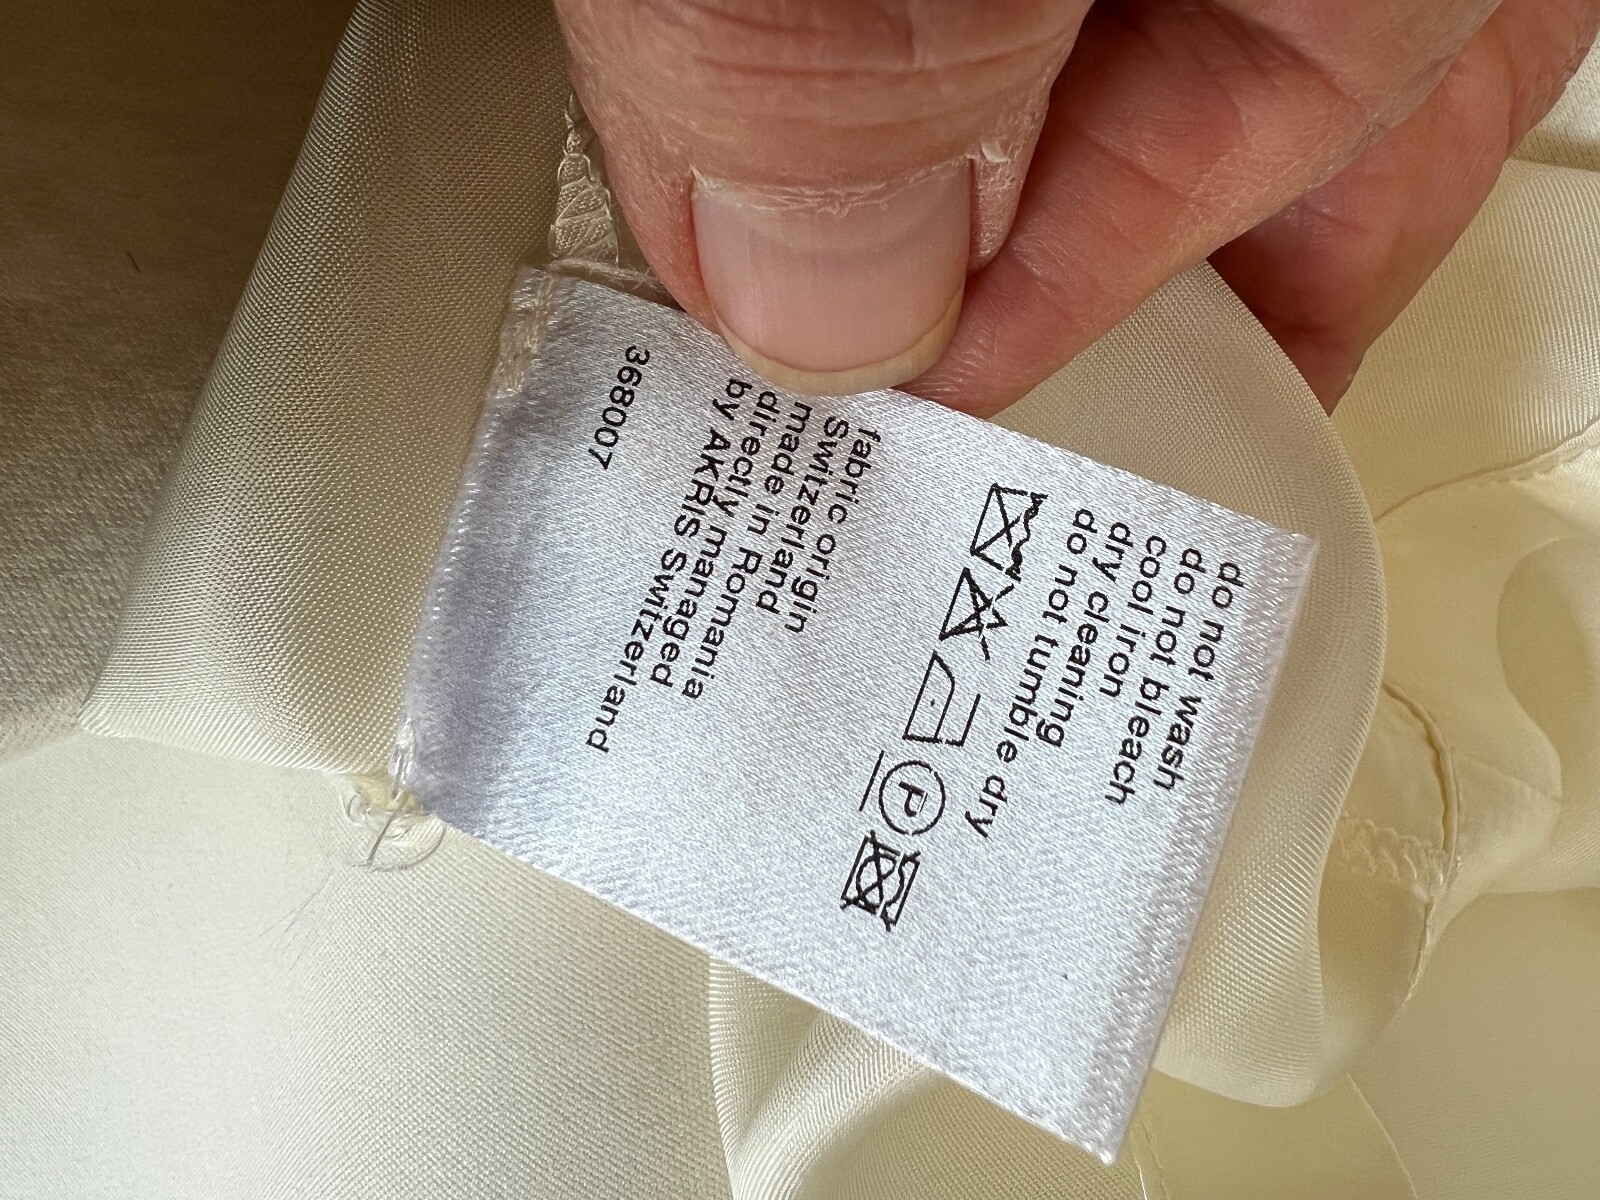 do not wash
do not bleach
cool iron
dry cleaning
do not tumble dry
P
fabric origin
Switzerland
made in Romania
directly managed
by AKRIS Switzerland
368007